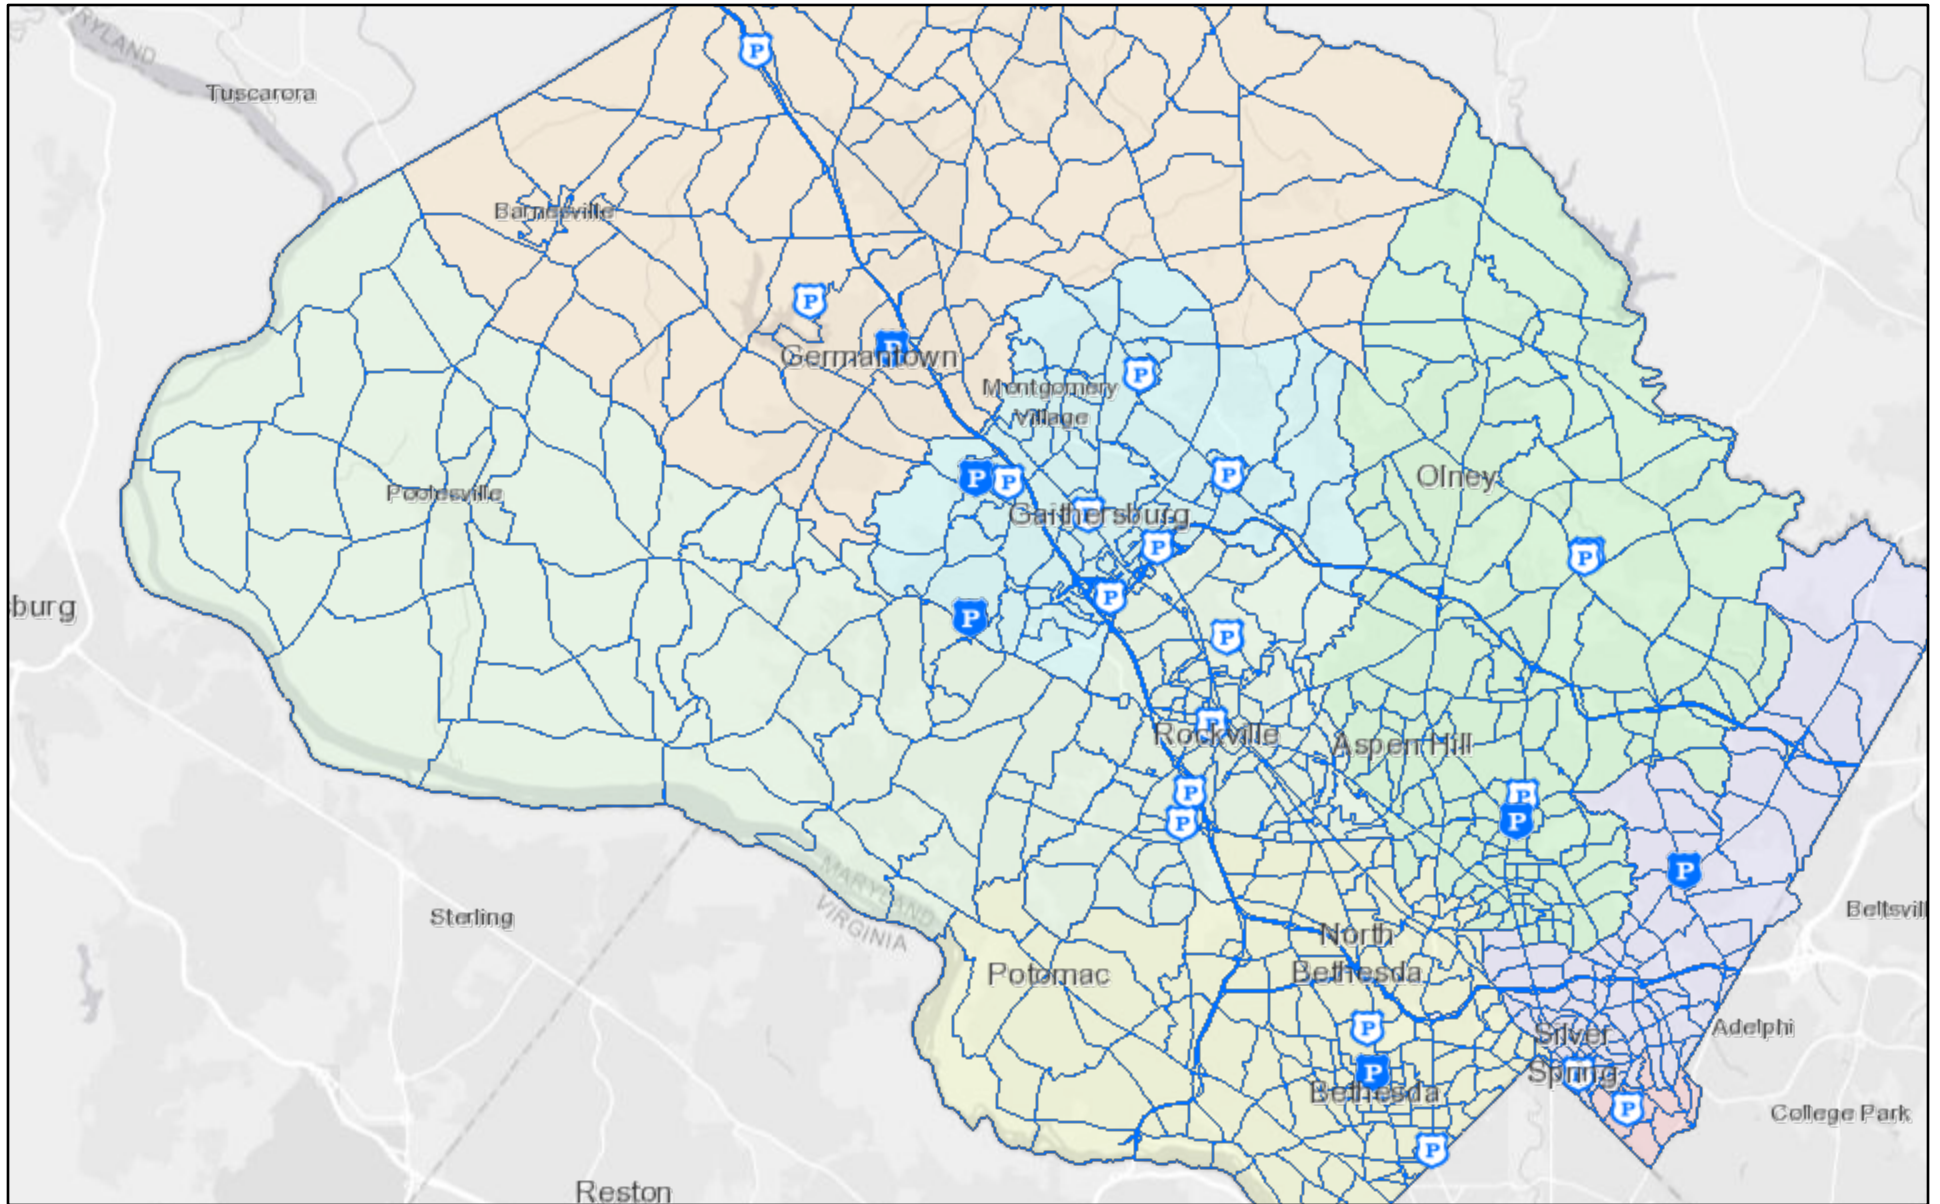 MARYLAND
P
Tuscarora
Barnesville
P
P
Germantown
Montgomery
Village
P
Olney
P
P
P
Poolesville
P
Gaithersburg
P
P
P
sburg
P
P
P
Rockville
Aspen Hill
P
P
P
P
P
MARYLAND
VIRGINIA
Sterling
Beltsvill
North
Bethesda
Potomac
P
Silver
Spring
Adelphi
P
P
Bethesda
P
College Park
P
Reston